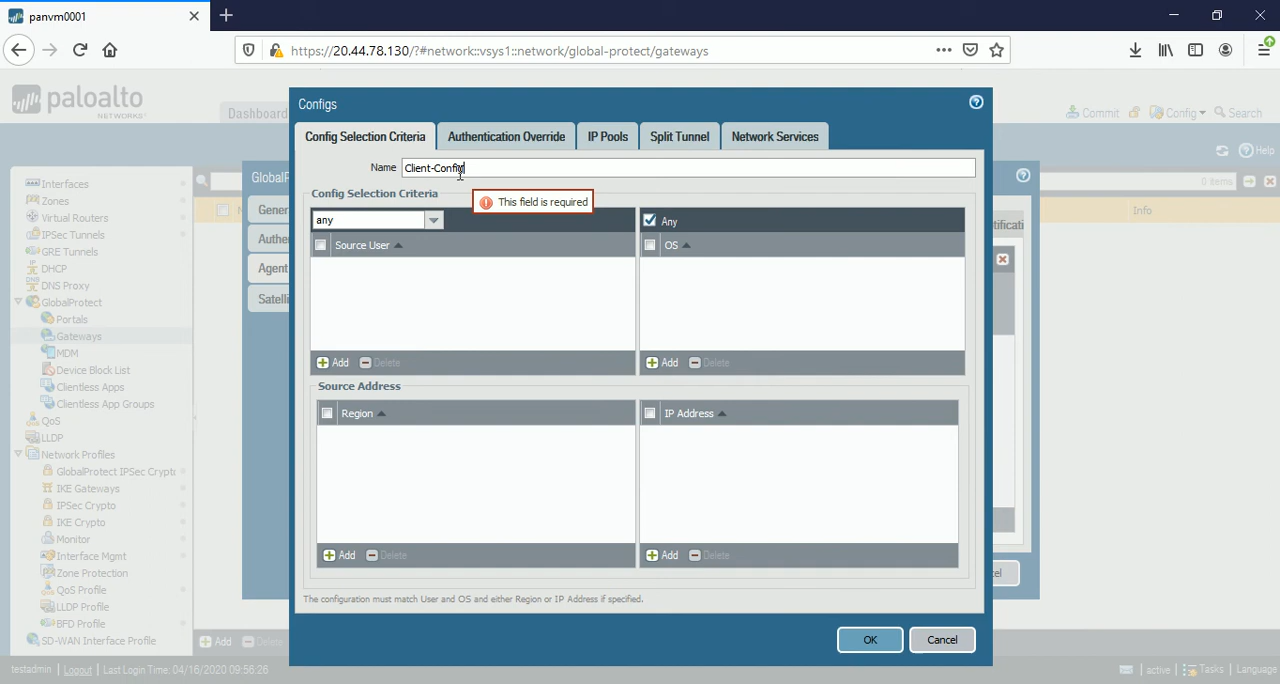 panvm0001
https://20.44.78.130/?#network::vsys1::network/global-protect/gateways
paloalto
NETWORKS
Dashboard
Commit
Config
Search
Help
Configs
Config Selection Criteria
Authentication Override
IP Pools
Split Tunnel
Network Services
Name Client-Config
This field is required
Config Selection Criteria
any
Any
Source User
OS
Add Delete
Add Delete
Source Address
Region
IP Address
Add Delete
Add Delete
The configuration must match User and OS and either Region or IP Address if specified.
OK Cancel
Interfaces
Zones
Virtual Routers
IPSec Tunnels
GRE Tunnels
DHCP
DNS Proxy
GlobalProtect
Portals
Gateways
MDM
Device Block List
Clientless Apps
Clientless App Groups
QoS
LLDP
Network Profiles
GlobalProtect IPSec Crypto
IKE Gateways
IPSec Crypto
IKE Crypto
Monitor
Interface Mgmt
Zone Protection
QoS Profile
LLDP Profile
BFD Profile
SD-WAN Interface Profile
0 items
Info
Add Delete
testadmin | Logout | Last Login Time: 04/16/2020 09:56:26
active | Tasks | Language